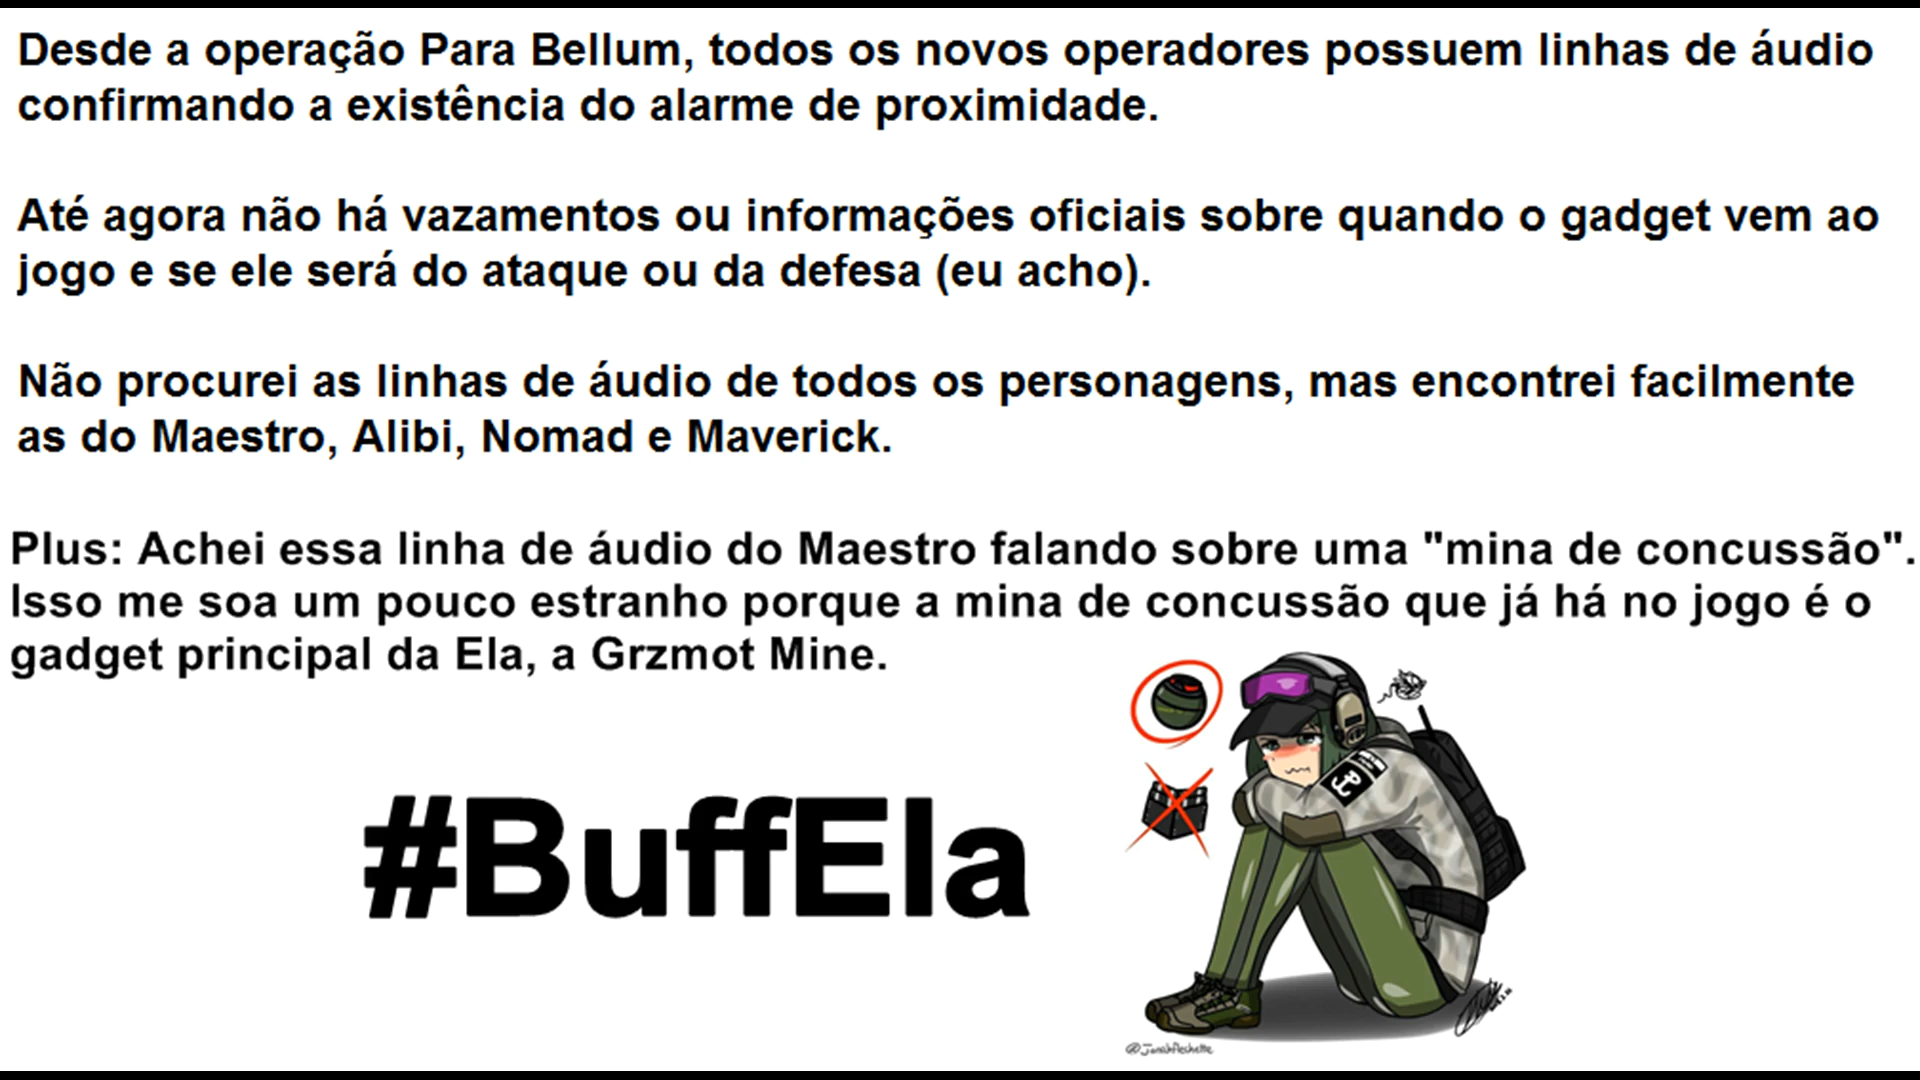 Desde a operação Para Bellum, todos os novos operadores possuem linhas de áudio
confirmando a existência do alarme de proximidade.
Até agora não há vazamentos ou informações oficiais sobre quando o gadget vem ao
jogo e se ele será do ataque ou da defesa (eu acho).
Não procurei as linhas de áudio de todos os personagens, mas encontrei facilmente
as do Maestro, Alibi, Nomad e Maverick.
Plus: Achei essa linha de áudio do Maestro falando sobre uma "mina de concussão".
Isso me soa um pouco estranho porque a mina de concussão que já há no jogo é o
gadget principal da Ela, a Grzmot Mine.
#BuffEla